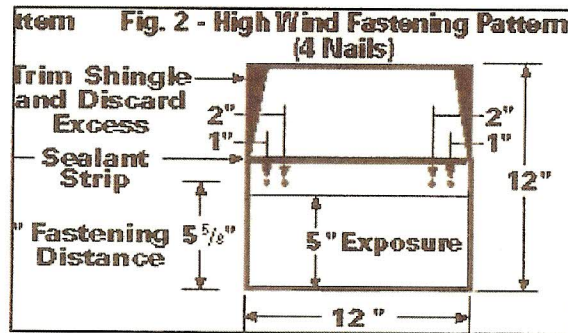 ttern Fig. 2 - High Wind Fastening Pattern
(4 Nails)
Trim Shingle
and Discard
Excess
2"
2"
1"
1"
Sealant
Strip
12"
" Fastening
Distance
5 5/8"
5" Exposure
12"